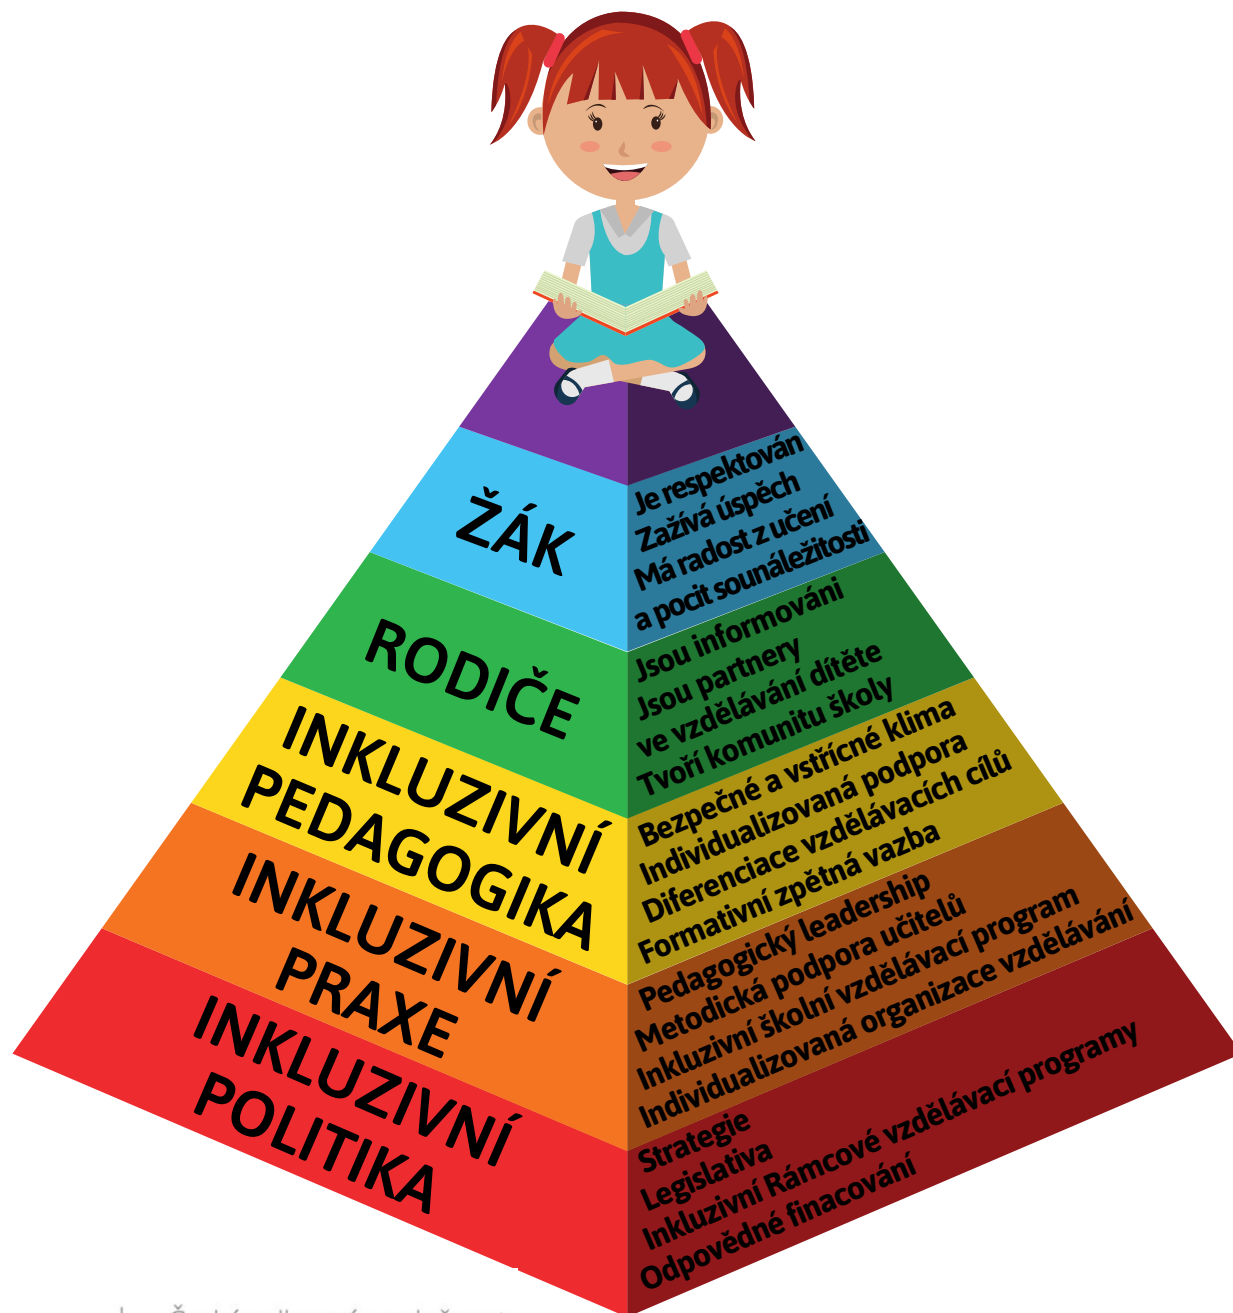 ŽÁK
Je respektován
Zažívá úspěch
Má radost z učení
a pocit sounáležitosti
RODIČE
Jsou informováni
Jsou partnery
ve vzdělávání dítěte
Tvoří komunitu školy
INKLUZIVNÍ
PEDAGOGIKA
Bezpečné a vstřícné klima
Individualizovaná podpora
Diferenciace vzdělávacích cílů
Formativní zpětná vazba
INKLUZIVNÍ
PRAXE
Pedagogický leadership
Metodická podpora učitelů
Inkluzivní školní vzdělávací program
Individualizovaná organizace vzdělávání
INKLUZIVNÍ
POLITIKA
Strategie
Legislativa
Inkluzivní Rámcové vzdělávací programy
Odpovědné finacování